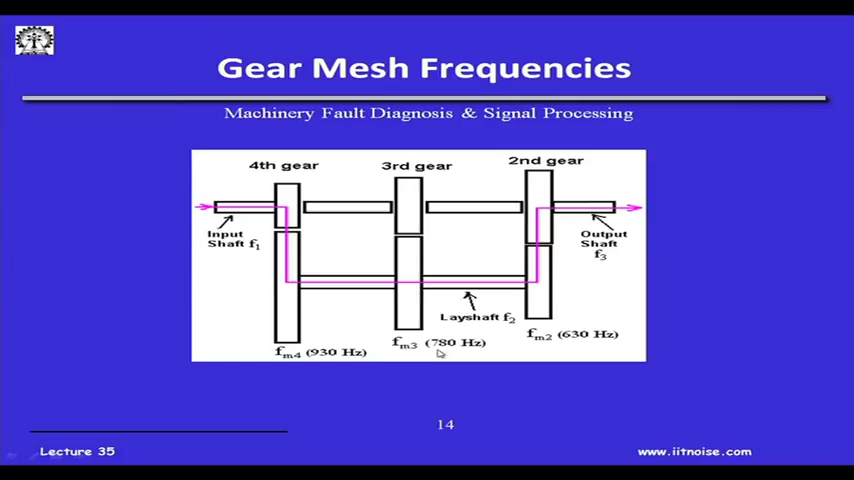 Gear Mesh Frequencies
Machinery Fault Diagnosis & Signal Processing
4th gear
3rd gear
2nd gear
Input
Shaft f1
Output
Shaft
f3
Layshaft f2
fm4 (930 Hz)
fm3 (780 Hz)
fm2 (630 Hz)
14
Lecture 35
www.iitnoise.com